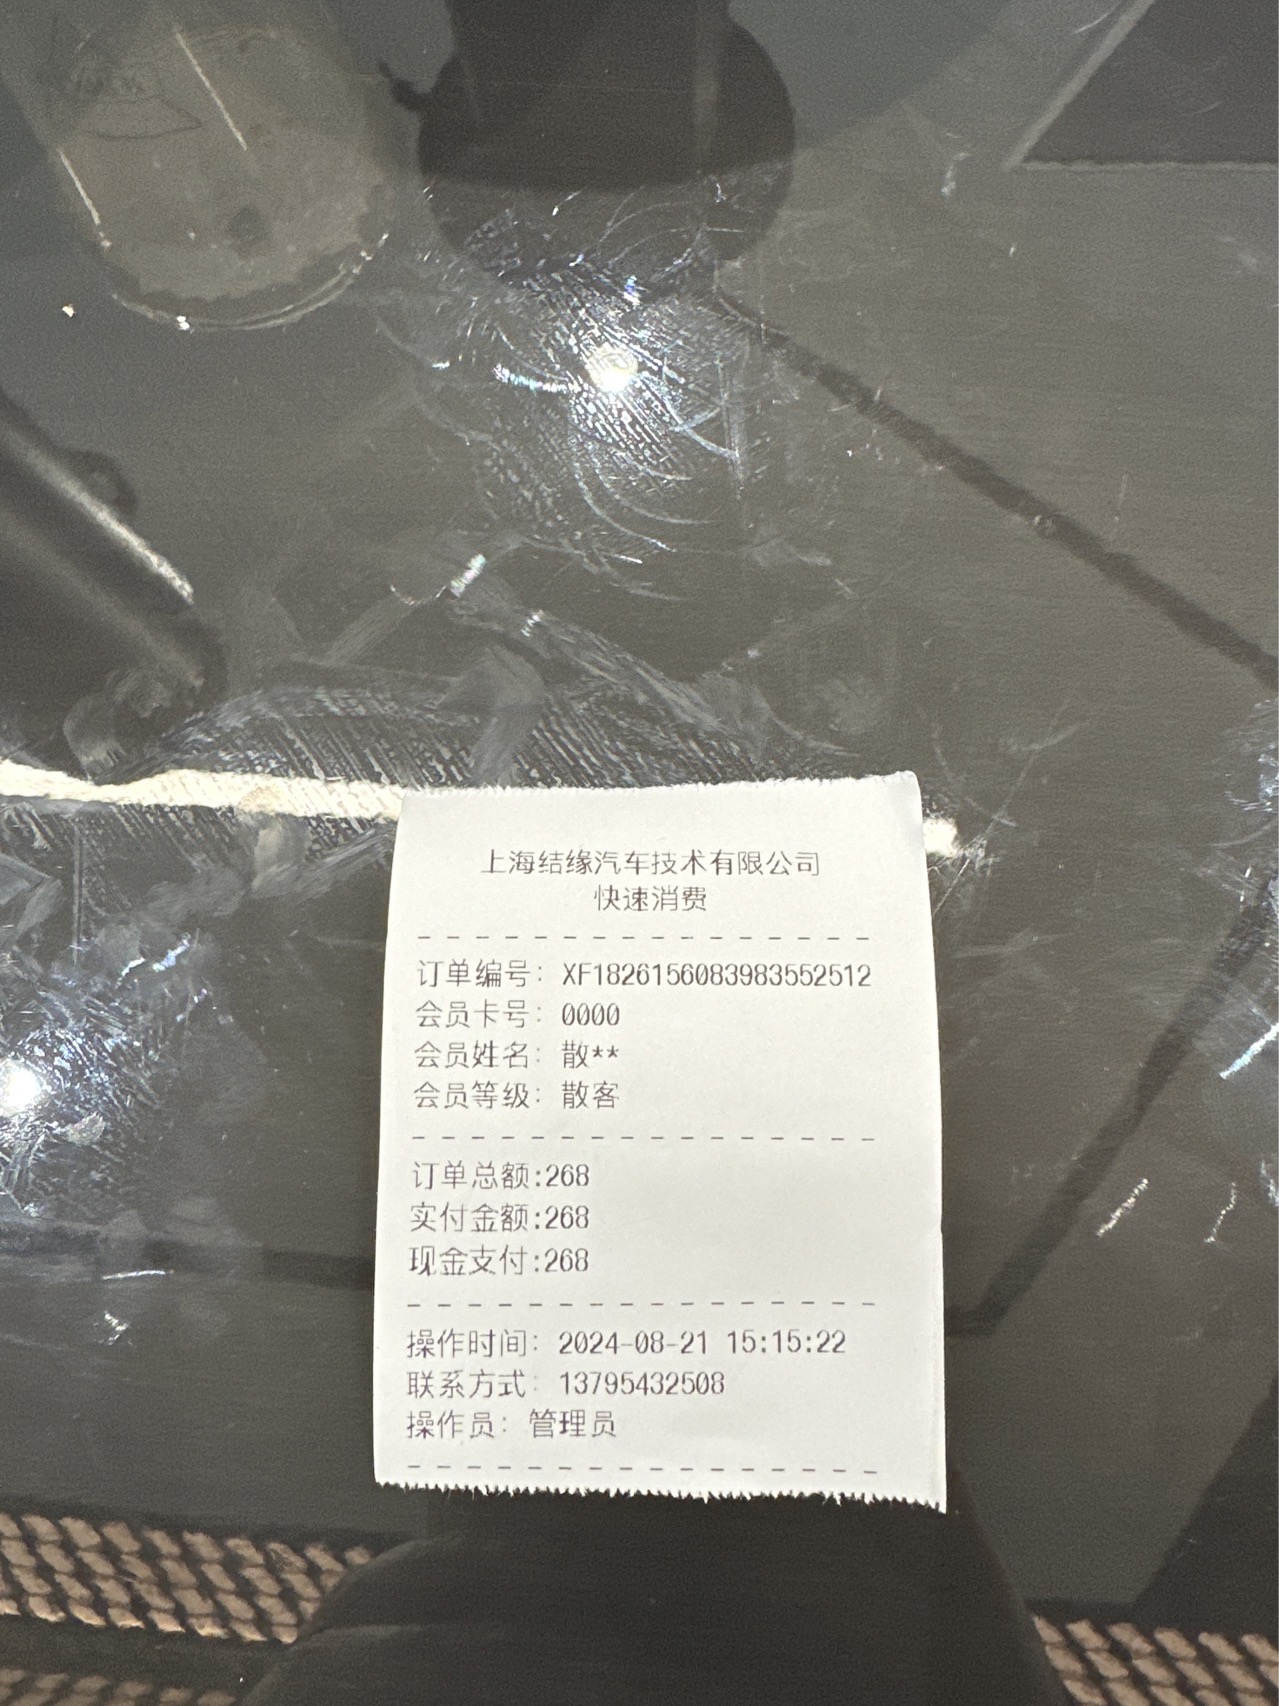 上海结缘汽车技术有限公司
快速消费
订单编号: XF1826156083983552512
会员卡号: 0000
会员姓名: 散**
会员等级: 散客
订单总额:268
实付金额:268
现金支付:268
操作时间: 2024-08-21 15:15:22
联系方式: 13795432508
操作员: 管理员